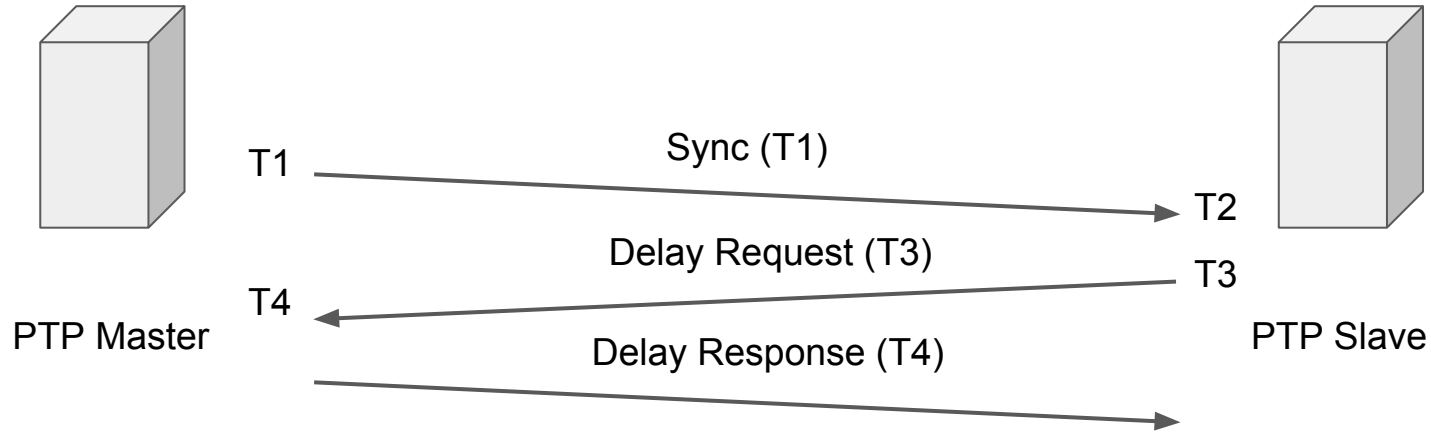 Sync (T1)
T1
T2
Delay Request (T3)
T3
T4
PTP Master
PTP Slave
Delay Response (T4)